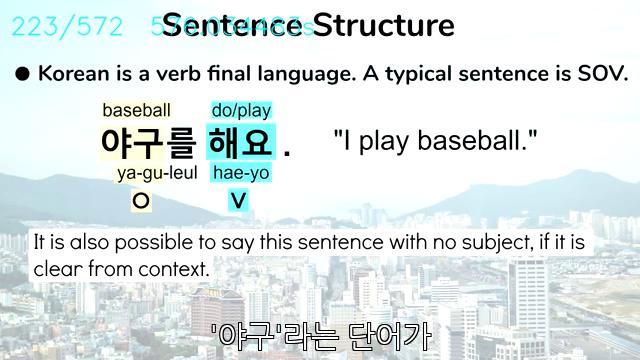 223/572
Sentence Structure
● Korean is a verb final language. A typical sentence is SOV.
baseball do/play
야구를 해요. "I play baseball."
ya-gu-leul hae-yo
O V
It is also possible to say this sentence with no subject, if it is
clear from context.
'야구'라는 단어가